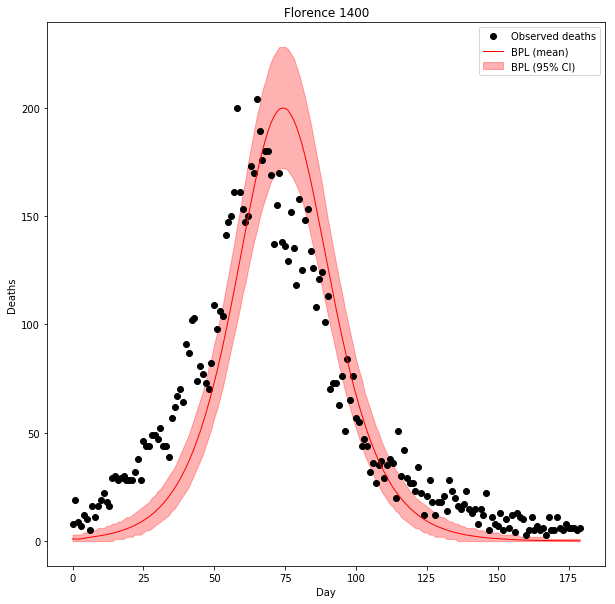 Florence 1400
Observed deaths
BPL (mean)
BPL (95% CI)
Deaths
200
150
100
50
0
0 25 50 75 100 125 150 175
Day